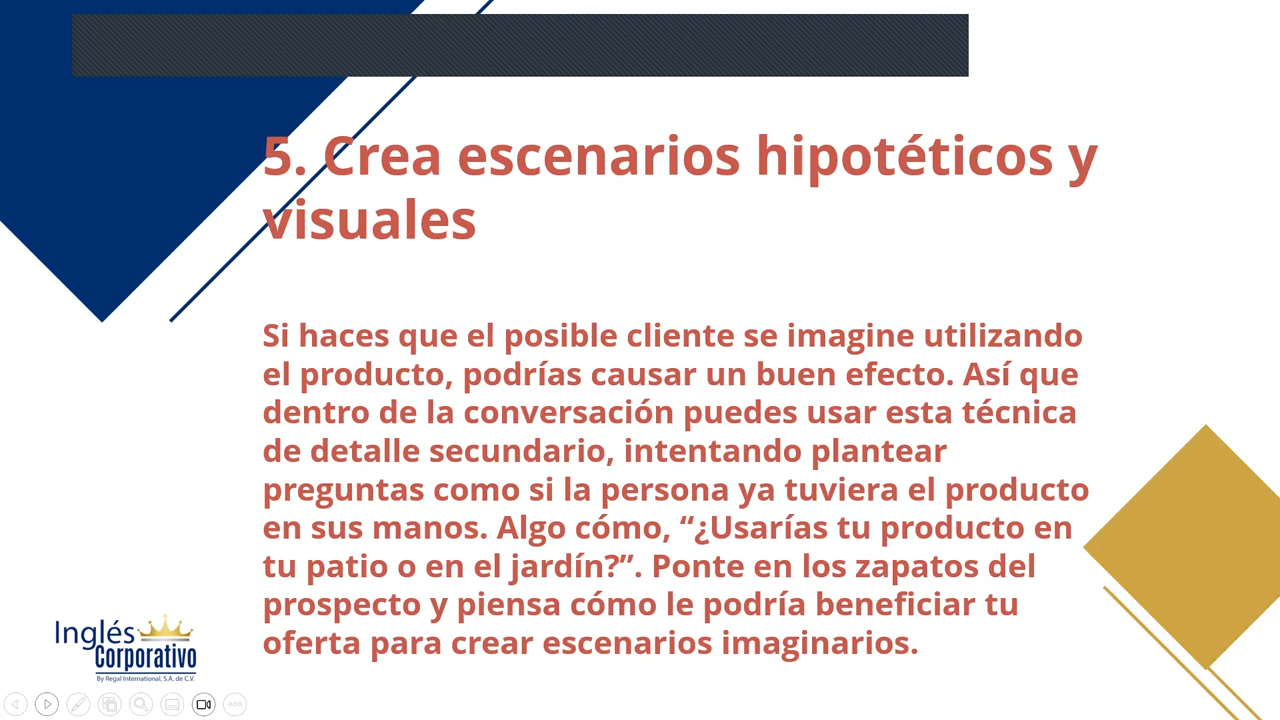 5. Crea escenarios hipotéticos y
visuales
Si haces que el posible cliente se imagine utilizando
el producto, podrías causar un buen efecto. Así que
dentro de la conversación puedes usar esta técnica
de detalle secundario, intentando plantear
preguntas como si la persona ya tuviera el producto
en sus manos. Algo cómo, “¿Usarías tu producto en
tu patio o en el jardín?”. Ponte en los zapatos del
prospecto y piensa cómo le podría beneficiar tu
oferta para crear escenarios imaginarios.
Inglés
Corporativo
By Regal International, S.A. de C.V.